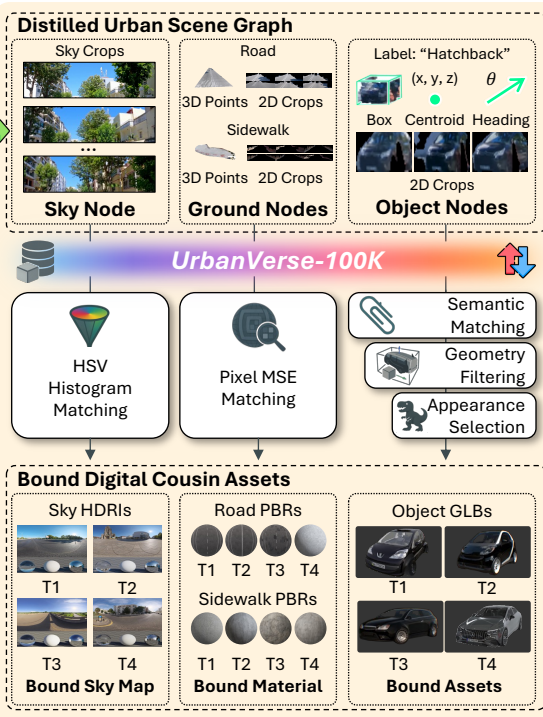 Distilled Urban Scene Graph
Sky Crops
...
Sky Node
Road
3D Points 2D Crops
Sidewalk
3D Points 2D Crops
Ground Nodes
Label: “Hatchback”
(x, y, z) θ
Box Centroid Heading
2D Crops
Object Nodes
UrbanVerse-100K
HSV
Histogram
Matching
Pixel MSE
Matching
Semantic
Matching
Geometry
Filtering
Appearance
Selection
Bound Digital Cousin Assets
Sky HDRIs
T1 T2
T3 T4
Bound Sky Map
Road PBRs
T1 T2 T3 T4
Sidewalk PBRs
T1 T2 T3 T4
Bound Material
Object GLBs
T1 T2
T3 T4
Bound Assets